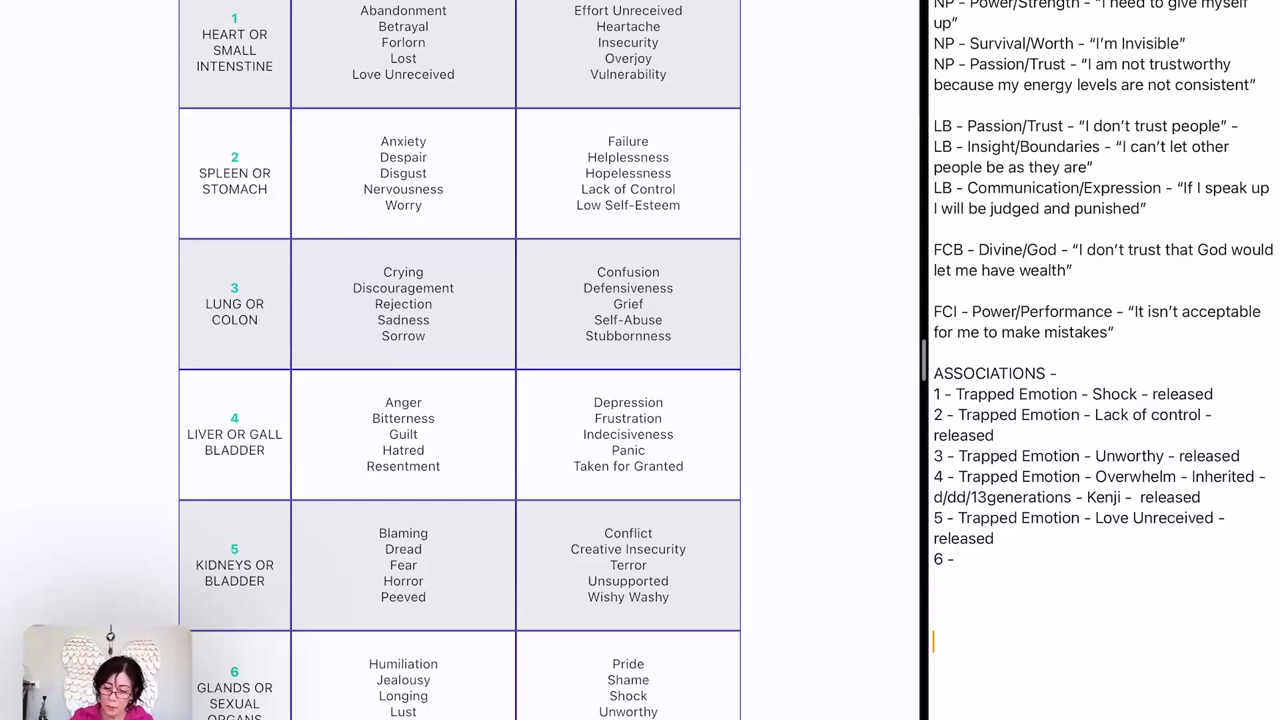 1
HEART OR
SMALL
INTENSTINE
Abandonment
Betrayal
Forlorn
Lost
Love Unreceived
Effort Unreceived
Heartache
Insecurity
Overjoy
Vulnerability
2
SPLEEN OR
STOMACH
Anxiety
Despair
Disgust
Nervousness
Worry
Failure
Helplessness
Hopelessness
Lack of Control
Low Self-Esteem
3
LUNG OR
COLON
Crying
Discouragement
Rejection
Sadness
Sorrow
Confusion
Defensiveness
Grief
Self-Abuse
Stubbornness
4
LIVER OR GALL
BLADDER
Anger
Bitterness
Guilt
Hatred
Resentment
Depression
Frustration
Indecisiveness
Panic
Taken for Granted
5
KIDNEYS OR
BLADDER
Blaming
Dread
Fear
Horror
Peeved
Conflict
Creative Insecurity
Terror
Unsupported
Wishy Washy
6
GLANDS OR
SEXUAL
ORGANS
Humiliation
Jealousy
Longing
Lust
Pride
Shame
Shock
Unworthy
NP - Power/Strength - “I need to give myself
up”
NP - Survival/Worth - “I’m Invisible”
NP - Passion/Trust - “I am not trustworthy
because my energy levels are not consistent”
LB - Passion/Trust - “I don’t trust people” -
LB - Insight/Boundaries - “I can’t let other
people be as they are”
LB - Communication/Expression - “If I speak up
I will be judged and punished”
FCB - Divine/God - “I don’t trust that God would
let me have wealth”
FCI - Power/Performance - “It isn’t acceptable
for me to make mistakes”
ASSOCIATIONS -
1 - Trapped Emotion - Shock - released
2 - Trapped Emotion - Lack of control -
released
3 - Trapped Emotion - Unworthy - released
4 - Trapped Emotion - Overwhelm - Inherited -
d/dd/13generations - Kenji -  released
5 - Trapped Emotion - Love Unreceived -
released
6 -